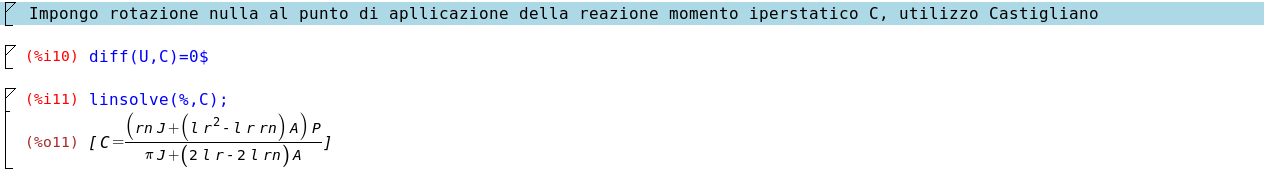 Impongo rotazione nulla al punto di apllicazione della reazione momento iperstatico C, utilizzo Castigliano
(%i10) diff(U,C)=0$
(%i11) linsolve(%,C);
(%o11) [C=((rn J+(l r^2-l r rn) A) P)/(π J+(2 l r-2 l rn) A)]